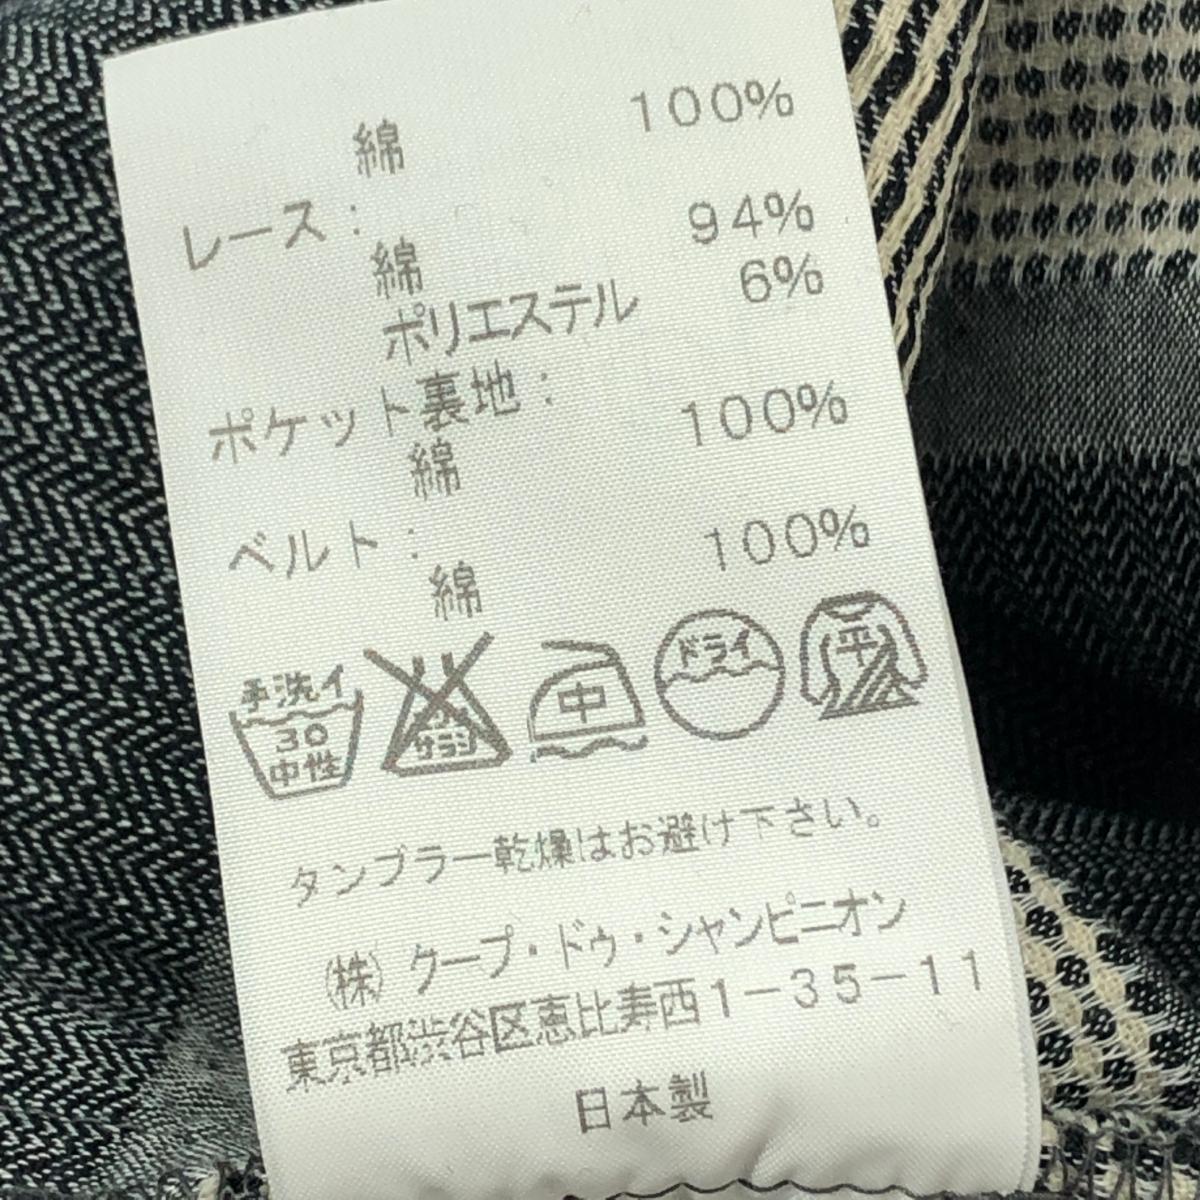 綿 100%
レース:
綿 94%
ポリエステル 6%
ポケット裏地:
綿 100%
ベルト:
綿 100%
手洗イ
30
中性
サラシ
中
ドライ
平
タンブラー乾燥はお避け下さい。
(株) クープ・ドゥ・シャンピニオン
東京都渋谷区恵比寿西1-35-11
日本製